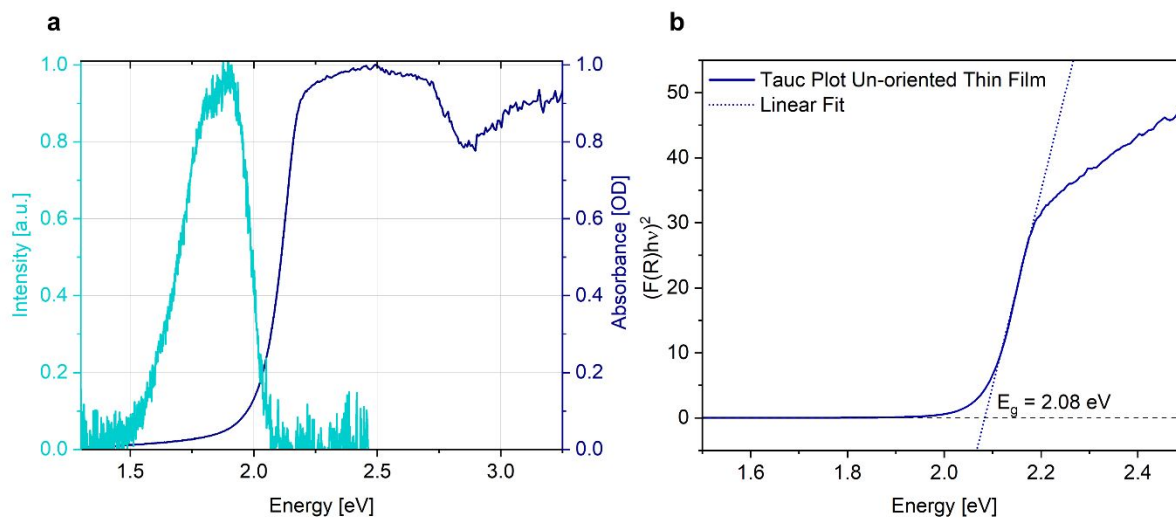 a
1.0
0.8
0.6
0.4
0.2
0.0
Intensity [a.u.]
1.5
2.0
2.5
3.0
Energy [eV]
1.0
0.8
0.6
0.4
0.2
0.0
Absorbance [OD]
b
Tauc Plot Un-oriented Thin Film
Linear Fit
50
40
30
20
10
0
(F(R)hν)²
E_g = 2.08 eV
1.6
1.8
2.0
2.2
2.4
Energy [eV]